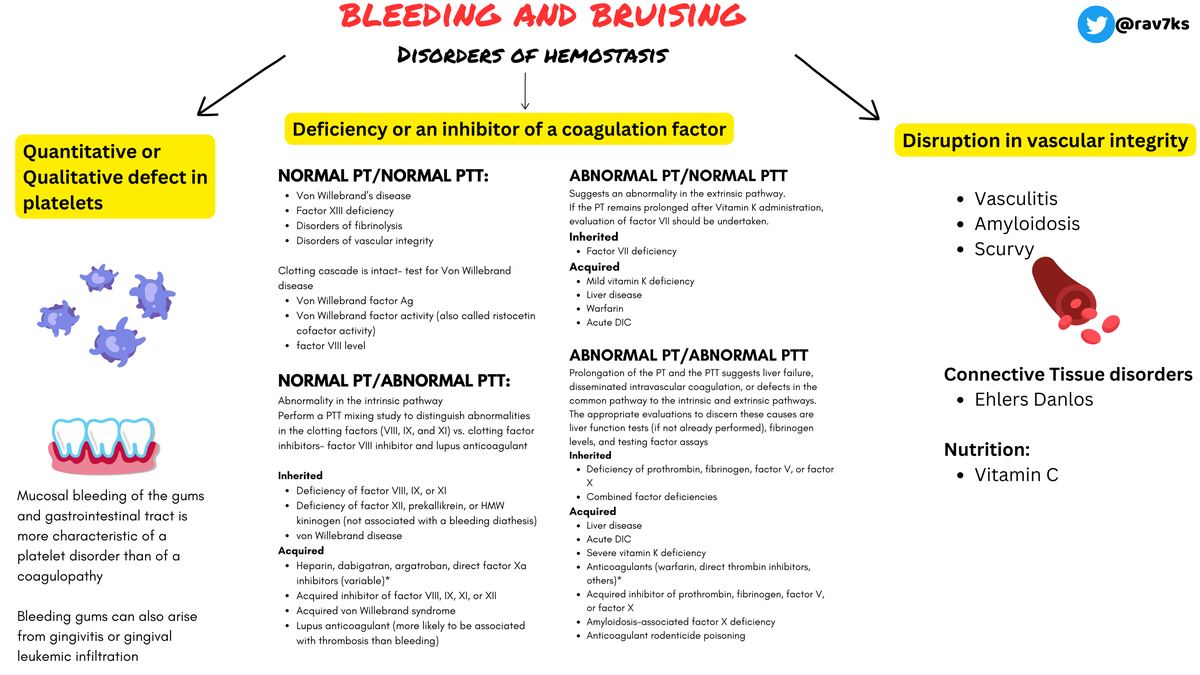 BLEEDING AND BRUISING
@rav7ks
DISORDERS OF HEMOSTASIS
Quantitative or
Qualitative defect in
platelets
Mucosal bleeding of the gums
and gastrointestinal tract is
more characteristic of a
platelet disorder than of a
coagulopathy
Bleeding gums can also arise
from gingivitis or gingival
leukemic infiltration
Deficiency or an inhibitor of a coagulation factor
NORMAL PT/NORMAL PTT:
• Von Willebrand's disease
• Factor XIII deficiency
• Disorders of fibrinolysis
• Disorders of vascular integrity
Clotting cascade is intact- test for Von Willebrand
disease
• Von Willebrand factor Ag
• Von Willebrand factor activity (also called ristocetin
cofactor activity)
• factor VIII level
NORMAL PT/ABNORMAL PTT:
Abnormality in the intrinsic pathway
Perform a PTT mixing study to distinguish abnormalities
in the clotting factors (VIII, IX, and XI) vs. clotting factor
inhibitors- factor VIII inhibitor and lupus anticoagulant
Inherited
• Deficiency of factor VIII, IX, or XI
• Deficiency of factor XII, prekallikrein, or HMW
kininogen (not associated with a bleeding diathesis)
• von Willebrand disease
Acquired
• Heparin, dabigatran, argatroban, direct factor Xa
inhibitors (variable)*
• Acquired inhibitor of factor VIII, IX, XI, or XII
• Acquired von Willebrand syndrome
• Lupus anticoagulant (more likely to be associated
with thrombosis than bleeding)
ABNORMAL PT/NORMAL PTT
Suggests an abnormality in the extrinsic pathway.
If the PT remains prolonged after Vitamin K administration,
evaluation of factor VII should be undertaken.
Inherited
• Factor VII deficiency
Acquired
• Mild vitamin K deficiency
• Liver disease
• Warfarin
• Acute DIC
ABNORMAL PT/ABNORMAL PTT
Prolongation of the PT and the PTT suggests liver failure,
disseminated intravascular coagulation, or defects in the
common pathway to the intrinsic and extrinsic pathways.
The appropriate evaluations to discern these causes are
liver function tests (if not already performed), fibrinogen
levels, and testing factor assays
Inherited
• Deficiency of prothrombin, fibrinogen, factor V, or factor
X
• Combined factor deficiencies
Acquired
• Liver disease
• Acute DIC
• Severe vitamin K deficiency
• Anticoagulants (warfarin, direct thrombin inhibitors,
others)*
• Acquired inhibitor of prothrombin, fibrinogen, factor V,
or factor X
• Amyloidosis-associated factor X deficiency
• Anticoagulant rodenticide poisoning
Disruption in vascular integrity
• Vasculitis
• Amyloidosis
• Scurvy
Connective Tissue disorders
• Ehlers Danlos
Nutrition:
• Vitamin C